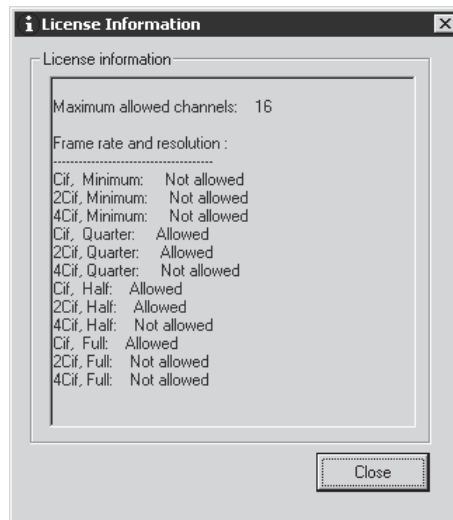 i License Information X
License information
Maximum allowed channels: 16
Frame rate and resolution :
------------------------------------
Cif, Minimum: Not allowed
2Cif, Minimum: Not allowed
4Cif, Minimum: Not allowed
Cif, Quarter: Allowed
2Cif, Quarter: Allowed
4Cif, Quarter: Not allowed
Cif, Half: Allowed
2Cif, Half: Allowed
4Cif, Half: Not allowed
Cif, Full: Allowed
2Cif, Full: Not allowed
4Cif, Full: Not allowed
Close